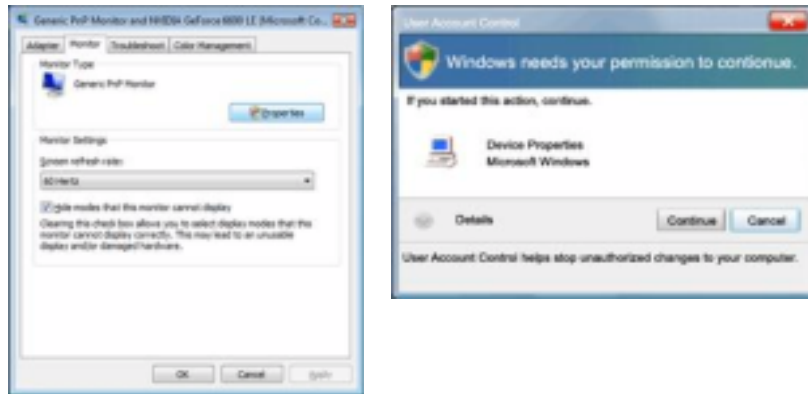 Generic PnP Monitor and NVIDIA GeForce 6800 LE (Microsoft Co...
Adapter Monitor Troubleshoot Color Management
Monitor Type
Generic PnP Monitor
Properties
Monitor Settings
Screen refresh rate:
60 Hertz
Hide modes that this monitor cannot display
Clearing this check box allows you to select display modes that this
monitor cannot display correctly. This may lead to an unusable
display and/or damaged hardware.
OK Cancel Apply
User Account Control
Windows needs your permission to contionue.
If you started this action, continue.
Device Properties
Microsoft Windows
Details Continue Cancel
User Account Control helps stop unauthorized changes to your computer.